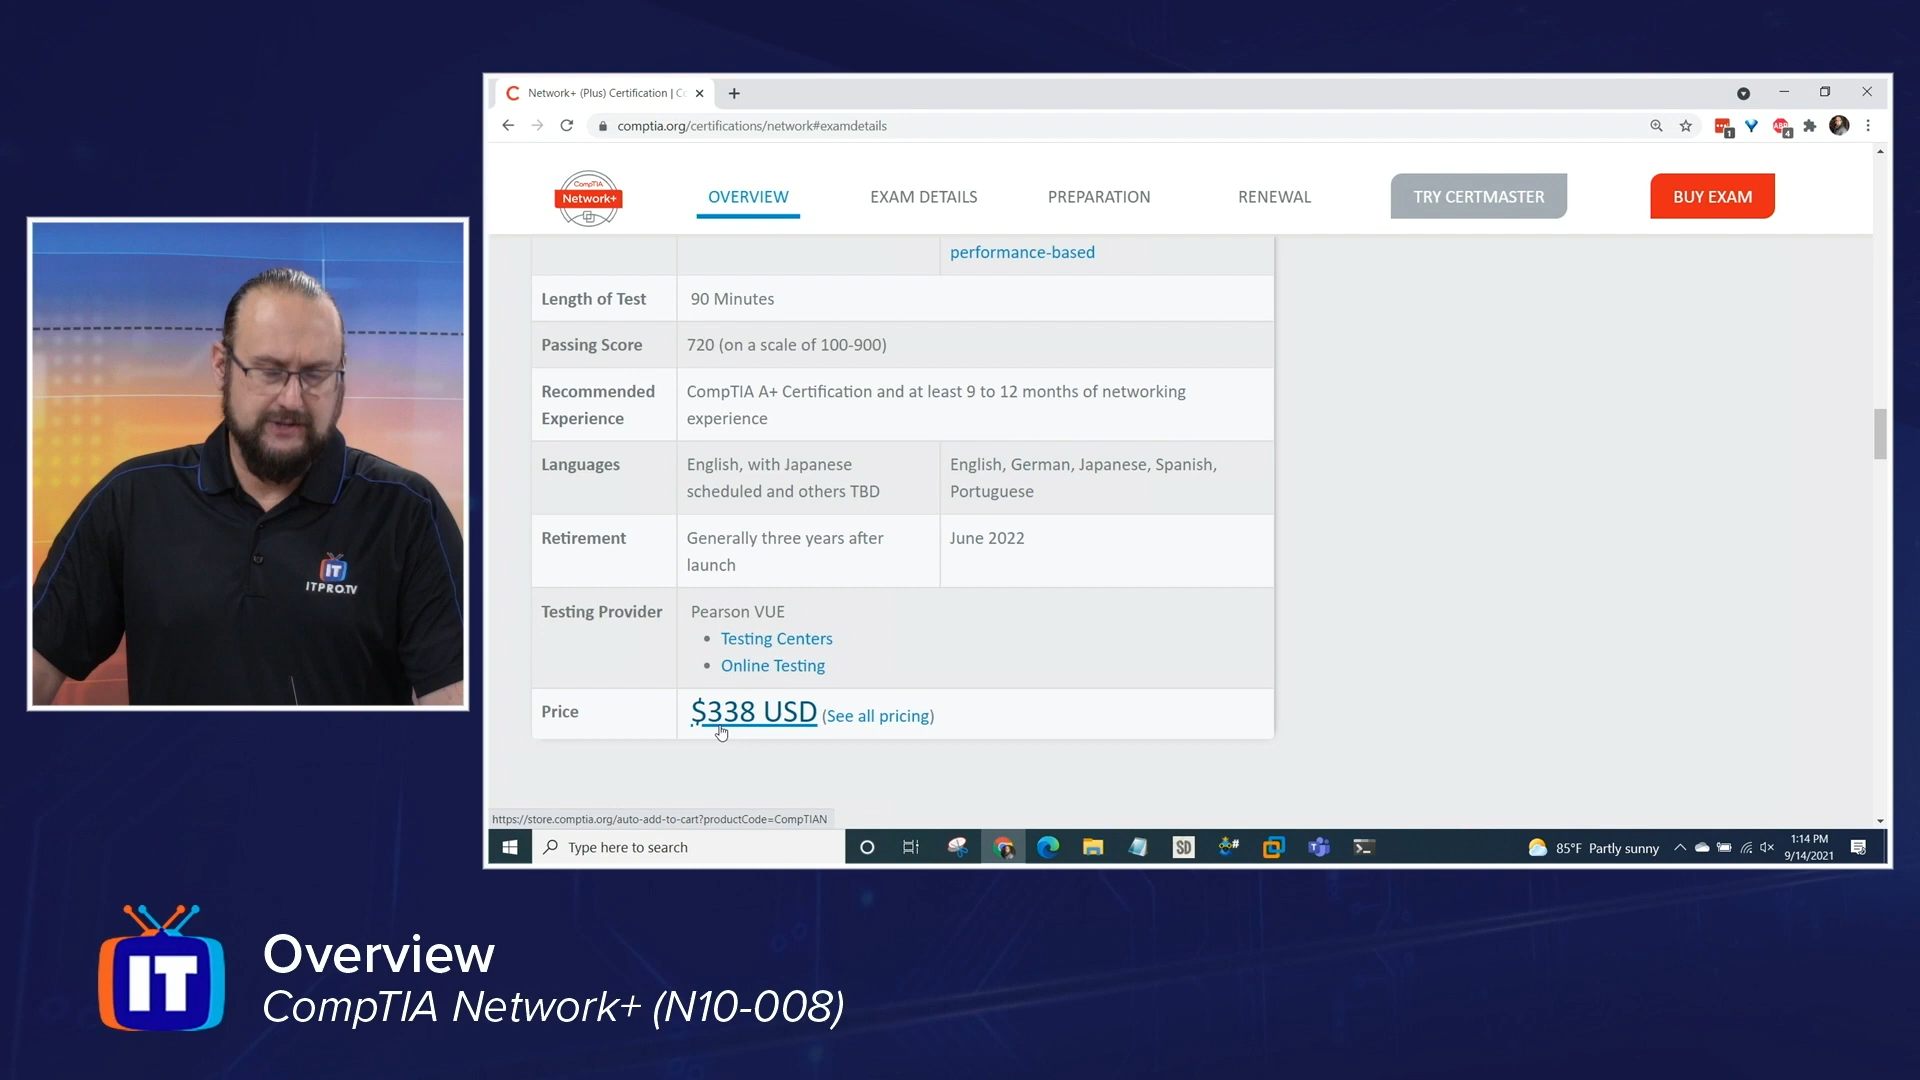 Network+ (Plus) Certification | Co
comptia.org/certifications/network#examdetails
CompTIA
Network+
OVERVIEW
EXAM DETAILS
PREPARATION
RENEWAL
TRY CERTMASTER
BUY EXAM
performance-based
Length of Test
90 Minutes
Passing Score
720 (on a scale of 100-900)
Recommended
Experience
CompTIA A+ Certification and at least 9 to 12 months of networking
experience
Languages
English, with Japanese
scheduled and others TBD
English, German, Japanese, Spanish,
Portuguese
Retirement
Generally three years after
launch
June 2022
Testing Provider
Pearson VUE
• Testing Centers
• Online Testing
Price
$338 USD (See all pricing)
https://store.comptia.org/auto-add-to-cart?productCode=CompTIAN
Type here to search
SD
85°F Partly sunny
1:14 PM
9/14/2021
IT
ITPRO.TV
IT
Overview
CompTIA Network+ (N10-008)